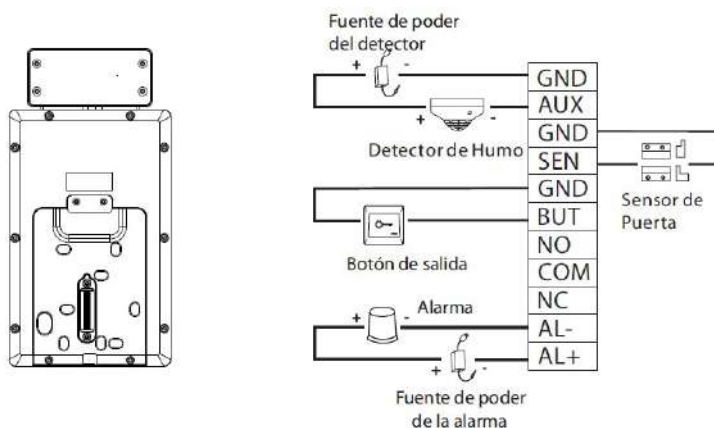 Fuente de poder
del detector
+ -
GND
AUX
+ -
GND
Detector de Humo
SEN
GND
Sensor de
Puerta
BUT
NO
Botón de salida
COM
NC
Alarma
+ -
AL-
AL+
+ -
Fuente de poder
de la alarma